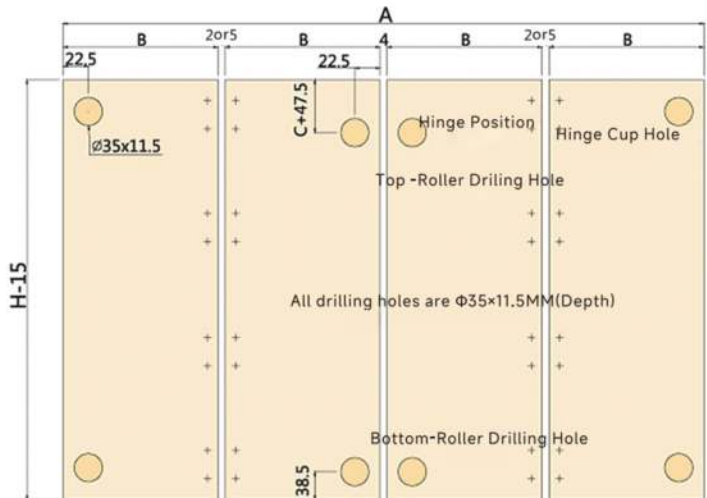 A
B
2or5
B
4
B
2or5
B
22.5
22.5
C+47.5
Hinge Position
Hinge Cup Hole
Ø35x11.5
Top -Roller Driling Hole
H-15
All drilling holes are Φ35×11.5MM(Depth)
Bottom-Roller Drilling Hole
38.5